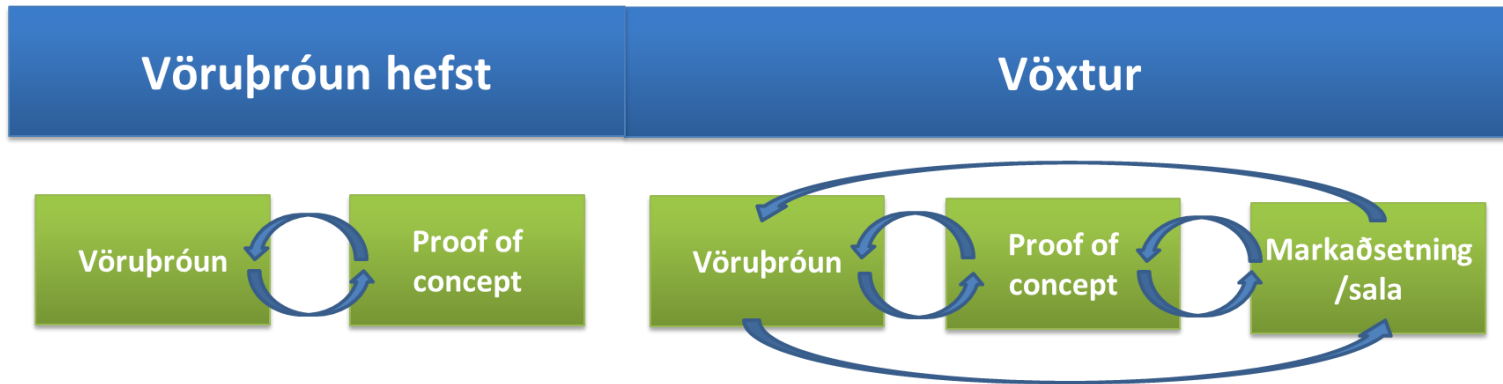 Vöruþróun hefst
Vöxtur
Vöruþróun
Proof of
concept
Vöruþróun
Proof of
concept
Markaðsetning
/sala